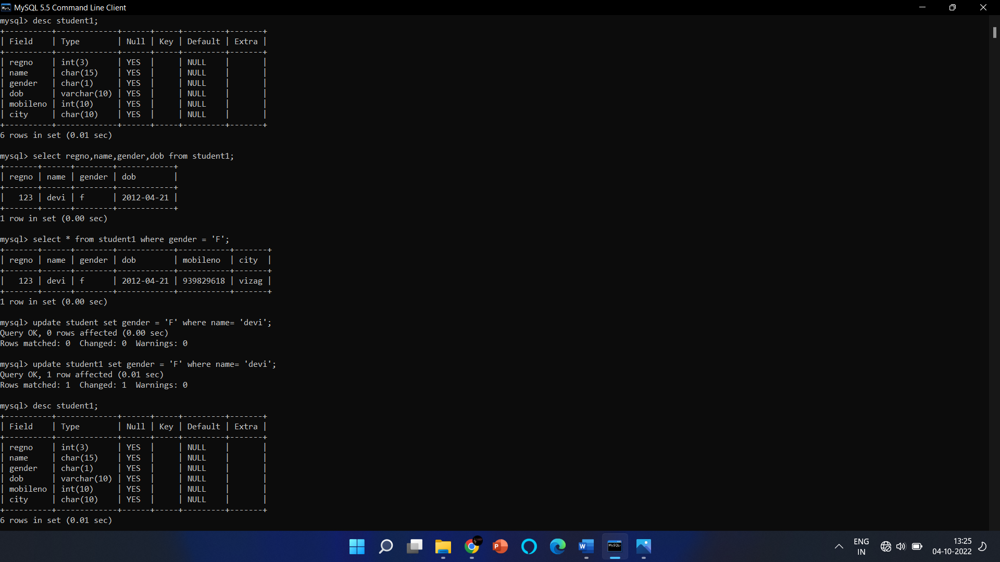 MySQL 5.5 Command Line Client
mysql> desc student1;
+----------+-------------+------+-----+---------+-------+
| Field    | Type        | Null | Key | Default | Extra |
+----------+-------------+------+-----+---------+-------+
| regno    | int(3)      | YES  |     | NULL    |       |
| name     | char(15)    | YES  |     | NULL    |       |
| gender   | char(1)     | YES  |     | NULL    |       |
| dob      | varchar(10) | YES  |     | NULL    |       |
| mobileno | int(10)     | YES  |     | NULL    |       |
| city     | char(10)    | YES  |     | NULL    |       |
+----------+-------------+------+-----+---------+-------+
6 rows in set (0.01 sec)
mysql> select regno,name,gender,dob from student1;
+-------+------+--------+------------+
| regno | name | gender | dob        |
+-------+------+--------+------------+
|   123 | devi | f      | 2012-04-21 |
+-------+------+--------+------------+
1 row in set (0.00 sec)
mysql> select * from student1 where gender = 'F';
+-------+------+--------+------------+-----------+-------+
| regno | name | gender | dob        | mobileno  | city  |
+-------+------+--------+------------+-----------+-------+
|   123 | devi | f      | 2012-04-21 | 939829618 | vizag |
+-------+------+--------+------------+-----------+-------+
1 row in set (0.00 sec)
mysql> update student set gender = 'F' where name= 'devi';
Query OK, 0 rows affected (0.00 sec)
Rows matched: 0  Changed: 0  Warnings: 0
mysql> update student1 set gender = 'F' where name= 'devi';
Query OK, 1 row affected (0.01 sec)
Rows matched: 1  Changed: 1  Warnings: 0
mysql> desc student1;
+----------+-------------+------+-----+---------+-------+
| Field    | Type        | Null | Key | Default | Extra |
+----------+-------------+------+-----+---------+-------+
| regno    | int(3)      | YES  |     | NULL    |       |
| name     | char(15)    | YES  |     | NULL    |       |
| gender   | char(1)     | YES  |     | NULL    |       |
| dob      | varchar(10) | YES  |     | NULL    |       |
| mobileno | int(10)     | YES  |     | NULL    |       |
| city     | char(10)    | YES  |     | NULL    |       |
+----------+-------------+------+-----+---------+-------+
6 rows in set (0.01 sec)
P
W
MySQL
ENG
IN
13:25
04-10-2022